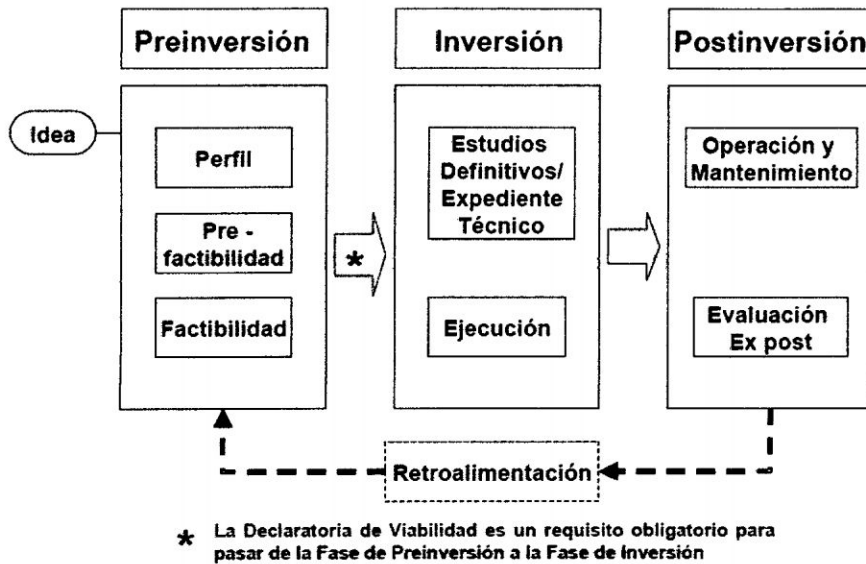 Preinversión
Inversión
Postinversión
Idea
Perfil
Pre -
factibilidad
Factibilidad
*
Estudios
Definitivos/
Expediente
Técnico
Ejecución
Operación y
Mantenimiento
Evaluación
Ex post
Retroalimentación
* La Declaratoria de Viabilidad es un requisito obligatorio para
pasar de la Fase de Preinversión a la Fase de Inversión